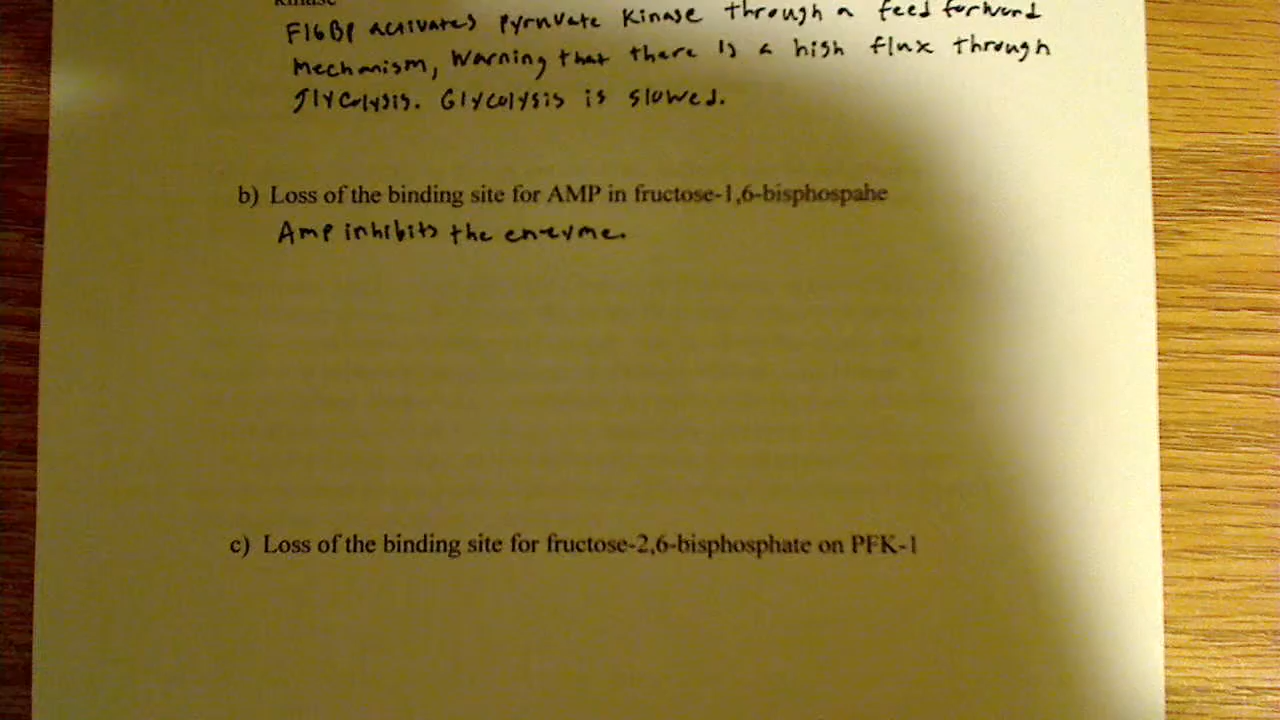 kinase
F16BP activates Pyruvate Kinase through a feed forward
Mechanism, Warning that there is a high flux through
glycolysis. Glycolysis is slowed.
b) Loss of the binding site for AMP in fructose-1,6-bisphospahe
Amp inhibits the enzyme.
c) Loss of the binding site for fructose-2,6-bisphosphate on PFK-1